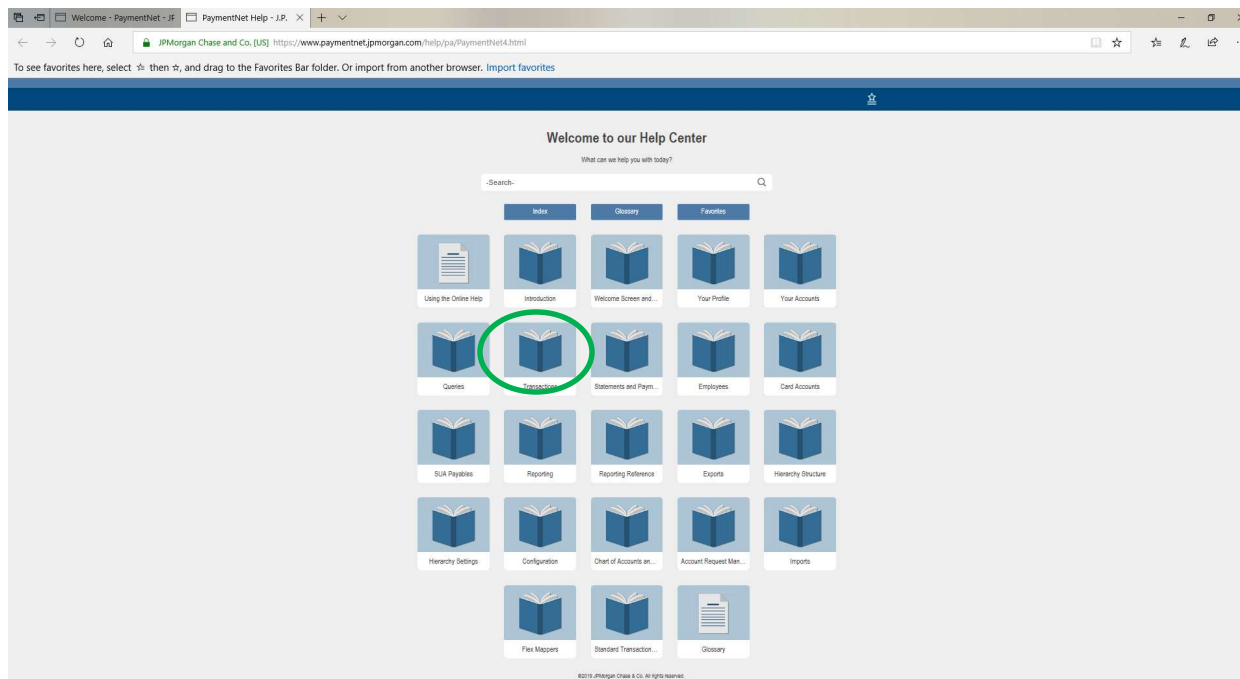 Welcome - PaymentNet - JF
PaymentNet Help - J.P.
JPMorgan Chase and Co. [US] https://www.paymentnet.jpmorgan.com/help/pa/PaymentNet4.html
To see favorites here, select then, and drag to the Favorites Bar folder. Or import from another browser. Import favorites
Welcome to our Help Center
What can we help you with today?
-Search-
Index Glossary Favorites
Using the Online Help Introduction Welcome Screen and... Your Profile Your Accounts
Queries Transactions Statements and Paym... Employees Card Accounts
SUA Payables Reporting Reporting Reference Exports Hierarchy Structure
Hierarchy Settings Configuration Chart of Accounts an... Account Request Man... Imports
Flex Mappers Standard Transaction... Glossary
©2019 JPMorgan Chase & Co. All rights reserved.